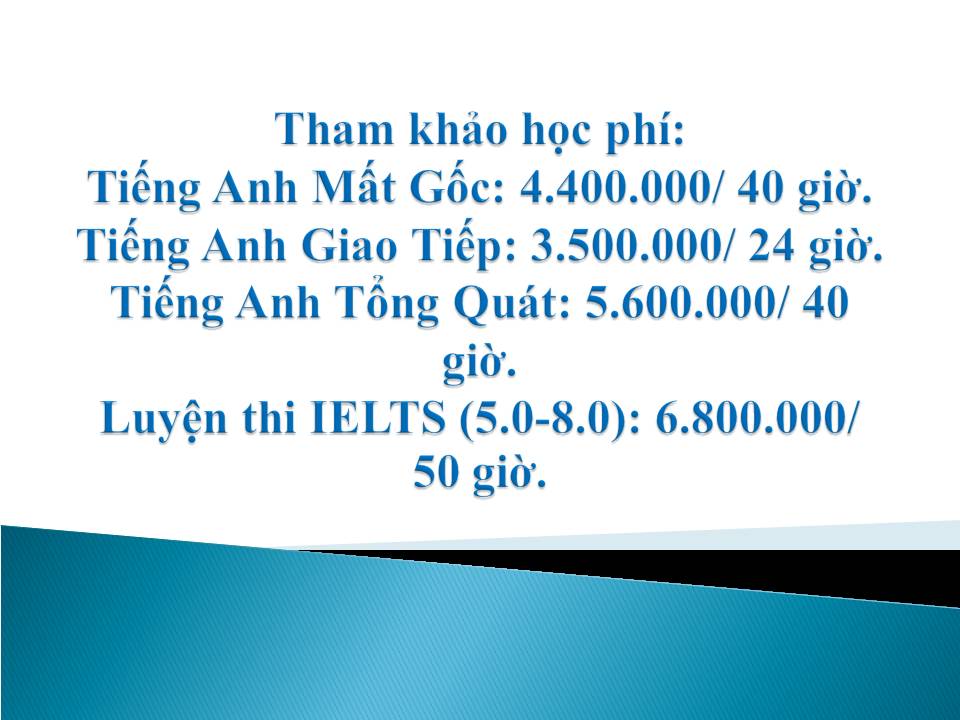 Tham khảo học phí:
Tiếng Anh Mất Gốc: 4.400.000/ 40 giờ.
Tiếng Anh Giao Tiếp: 3.500.000/ 24 giờ.
Tiếng Anh Tổng Quát: 5.600.000/ 40
giờ.
Luyện thi IELTS (5.0-8.0): 6.800.000/
50 giờ.